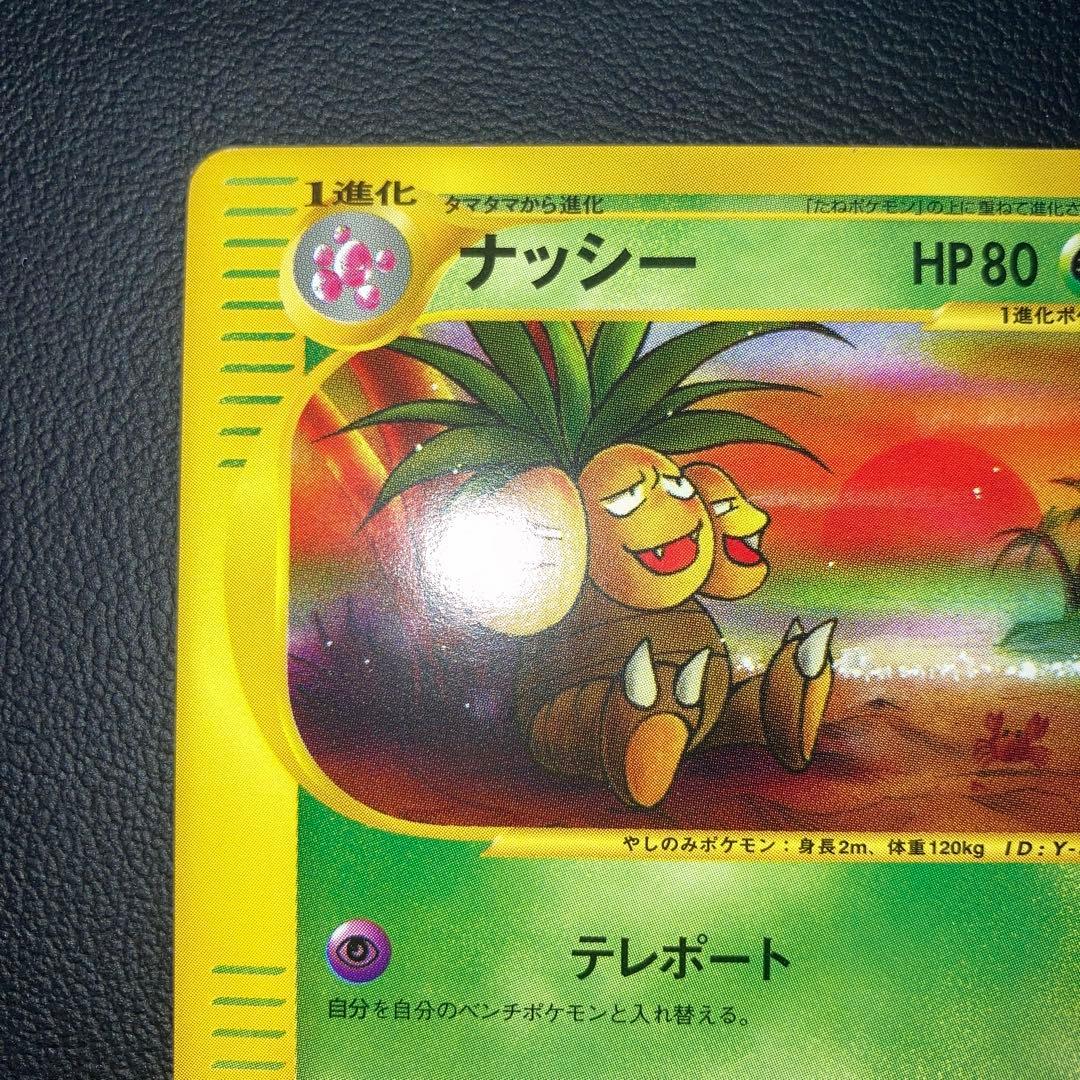 1進化
タマタマから進化
「たねポケモン」の上に重ねて進化さ
ナッシー HP80
1進化ポケ
やしのみポケモン：身長2m、体重120kg ID:Y-
テレポート
自分を自分のベンチポケモンと入れ替える。